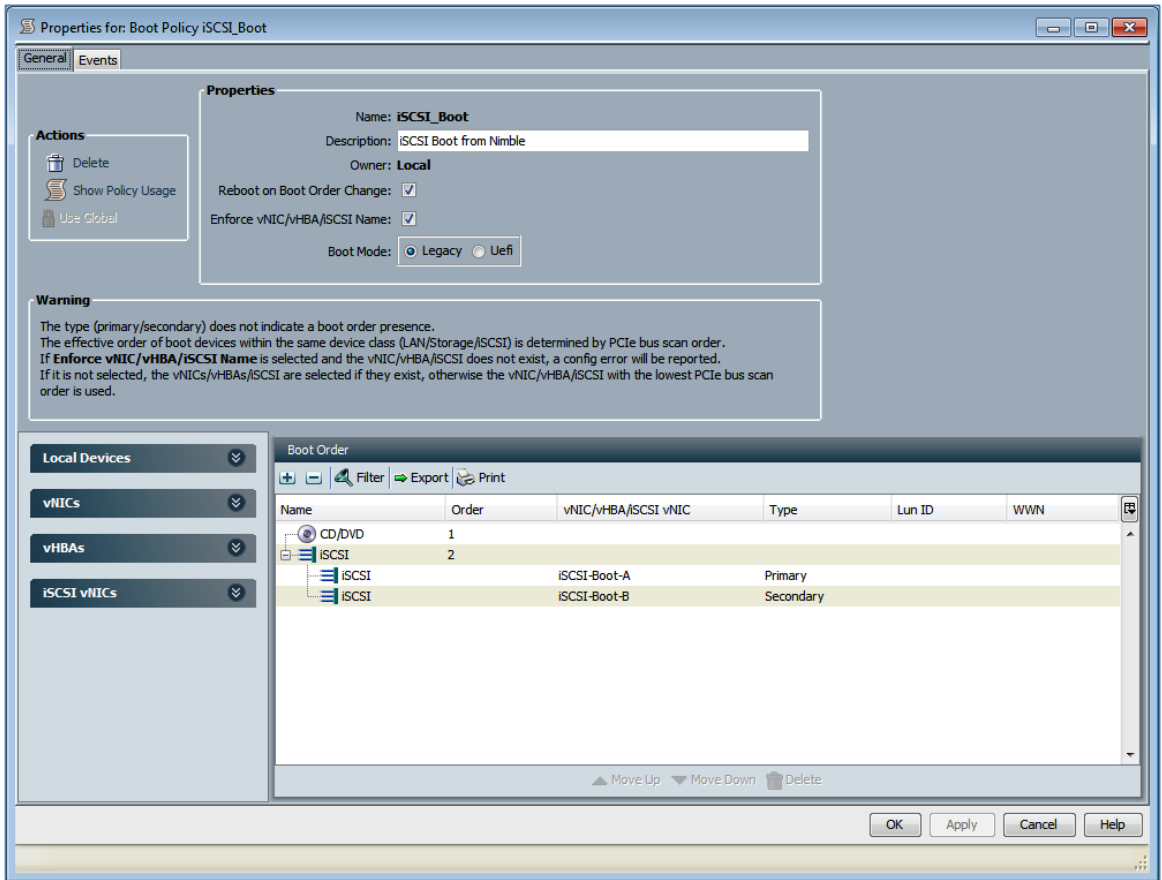 Properties for: Boot Policy iSCSI_Boot
General Events
Properties
Name: iSCSI_Boot
Actions
Description: iSCSI Boot from Nimble
Delete
Owner: Local
Show Policy Usage
Reboot on Boot Order Change:
Use Global
Enforce vNIC/vHBA/iSCSI Name:
Boot Mode: Legacy Uefi
Warning
The type (primary/secondary) does not indicate a boot order presence.
The effective order of boot devices within the same device class (LAN/Storage/iSCSI) is determined by PCIe bus scan order.
If Enforce vNIC/vHBA/iSCSI Name is selected and the vNIC/vHBA/iSCSI does not exist, a config error will be reported.
If it is not selected, the vNICs/vHBAs/iSCSI are selected if they exist, otherwise the vNIC/vHBA/iSCSI with the lowest PCIe bus scan
order is used.
Local Devices
vNICs
vHBAs
iSCSI vNICs
Boot Order
Filter Export Print
Name Order vNIC/vHBA/iSCSI vNIC Type Lun ID WWN
CD/DVD 1
iSCSI 2
iSCSI iSCSI-Boot-A Primary
iSCSI iSCSI-Boot-B Secondary
Move Up Move Down Delete
OK Apply Cancel Help